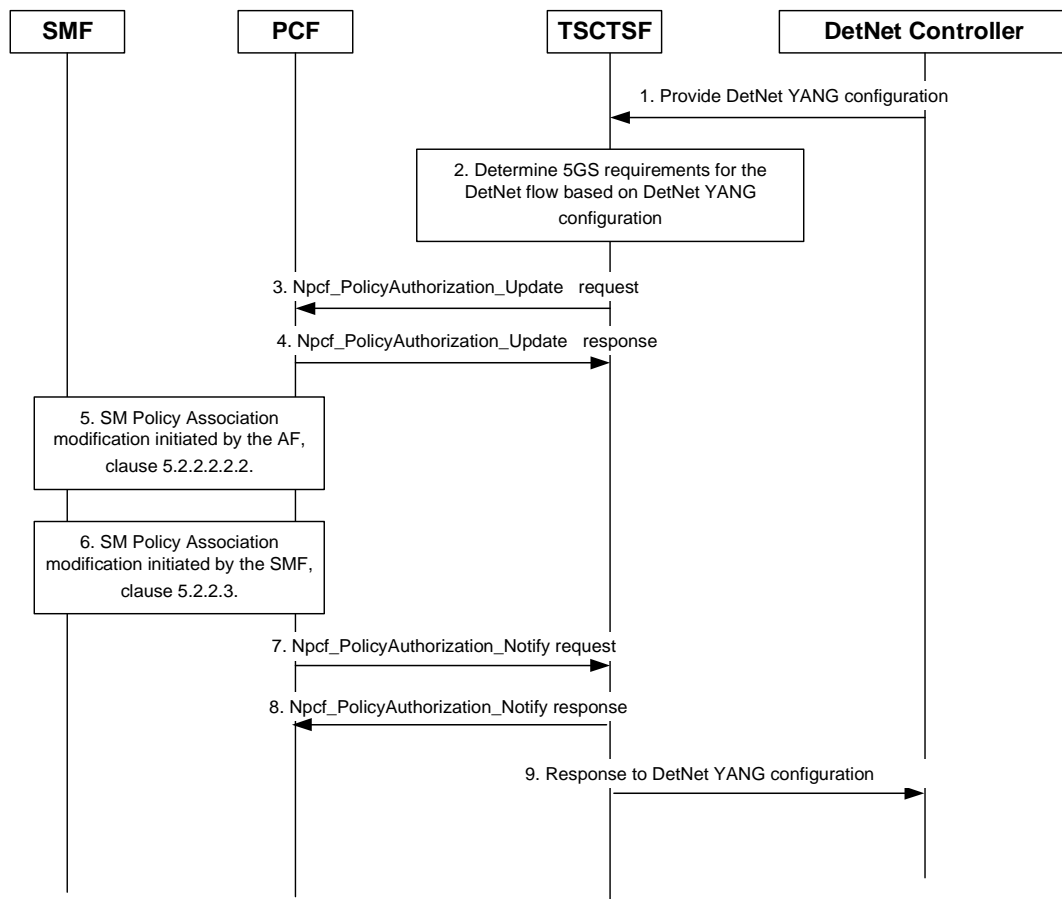 SMF
PCF
TSCTSF
DetNet Controller
1. Provide DetNet YANG configuration
2. Determine 5GS requirements for the
DetNet flow based on DetNet YANG
configuration
3. Npcf_PolicyAuthorization_Update request
4. Npcf_PolicyAuthorization_Update response
5. SM Policy Association
modification initiated by the AF,
clause 5.2.2.2.2.2.
6. SM Policy Association
modification initiated by the SMF,
clause 5.2.2.3.
7. Npcf_PolicyAuthorization_Notify request
8. Npcf_PolicyAuthorization_Notify response
9. Response to DetNet YANG configuration